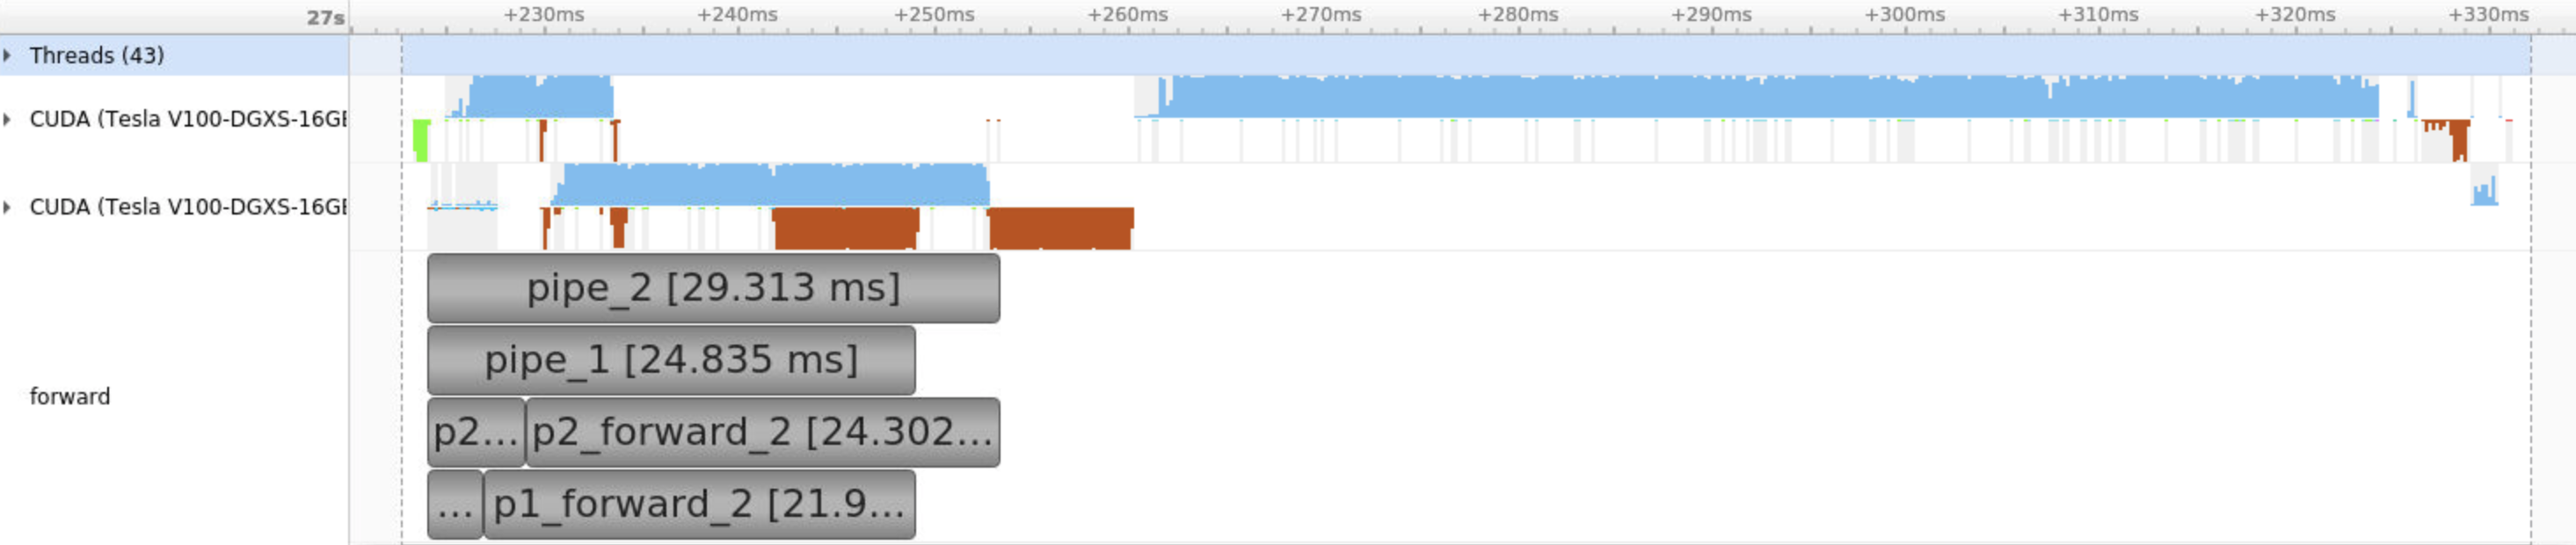 27s +230ms +240ms +250ms +260ms +270ms +280ms +290ms +300ms +310ms +320ms +330ms
Threads (43)
CUDA (Tesla V100-DGXS-16GB
CUDA (Tesla V100-DGXS-16GB
pipe_2 [29.313 ms]
pipe_1 [24.835 ms]
forward
p2... p2_forward_2 [24.302...
... p1_forward_2 [21.9...